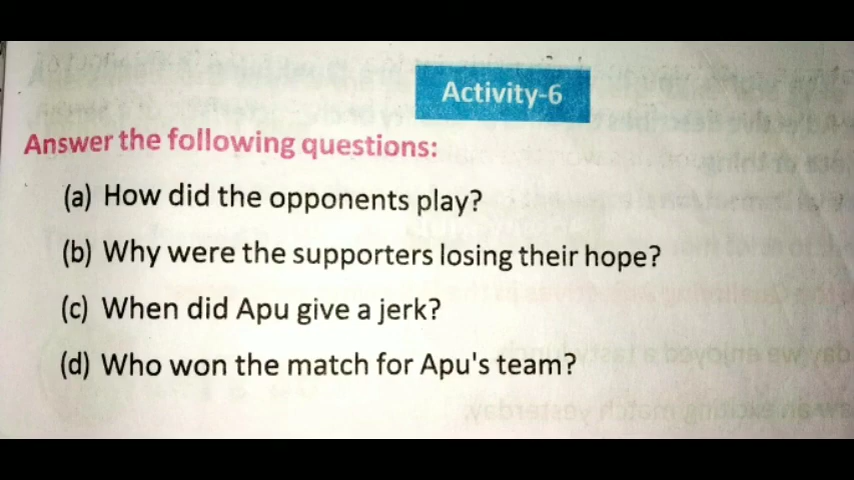 Activity-6
Answer the following questions:
(a) How did the opponents play?
(b) Why were the supporters losing their hope?
(c) When did Apu give a jerk?
(d) Who won the match for Apu's team?